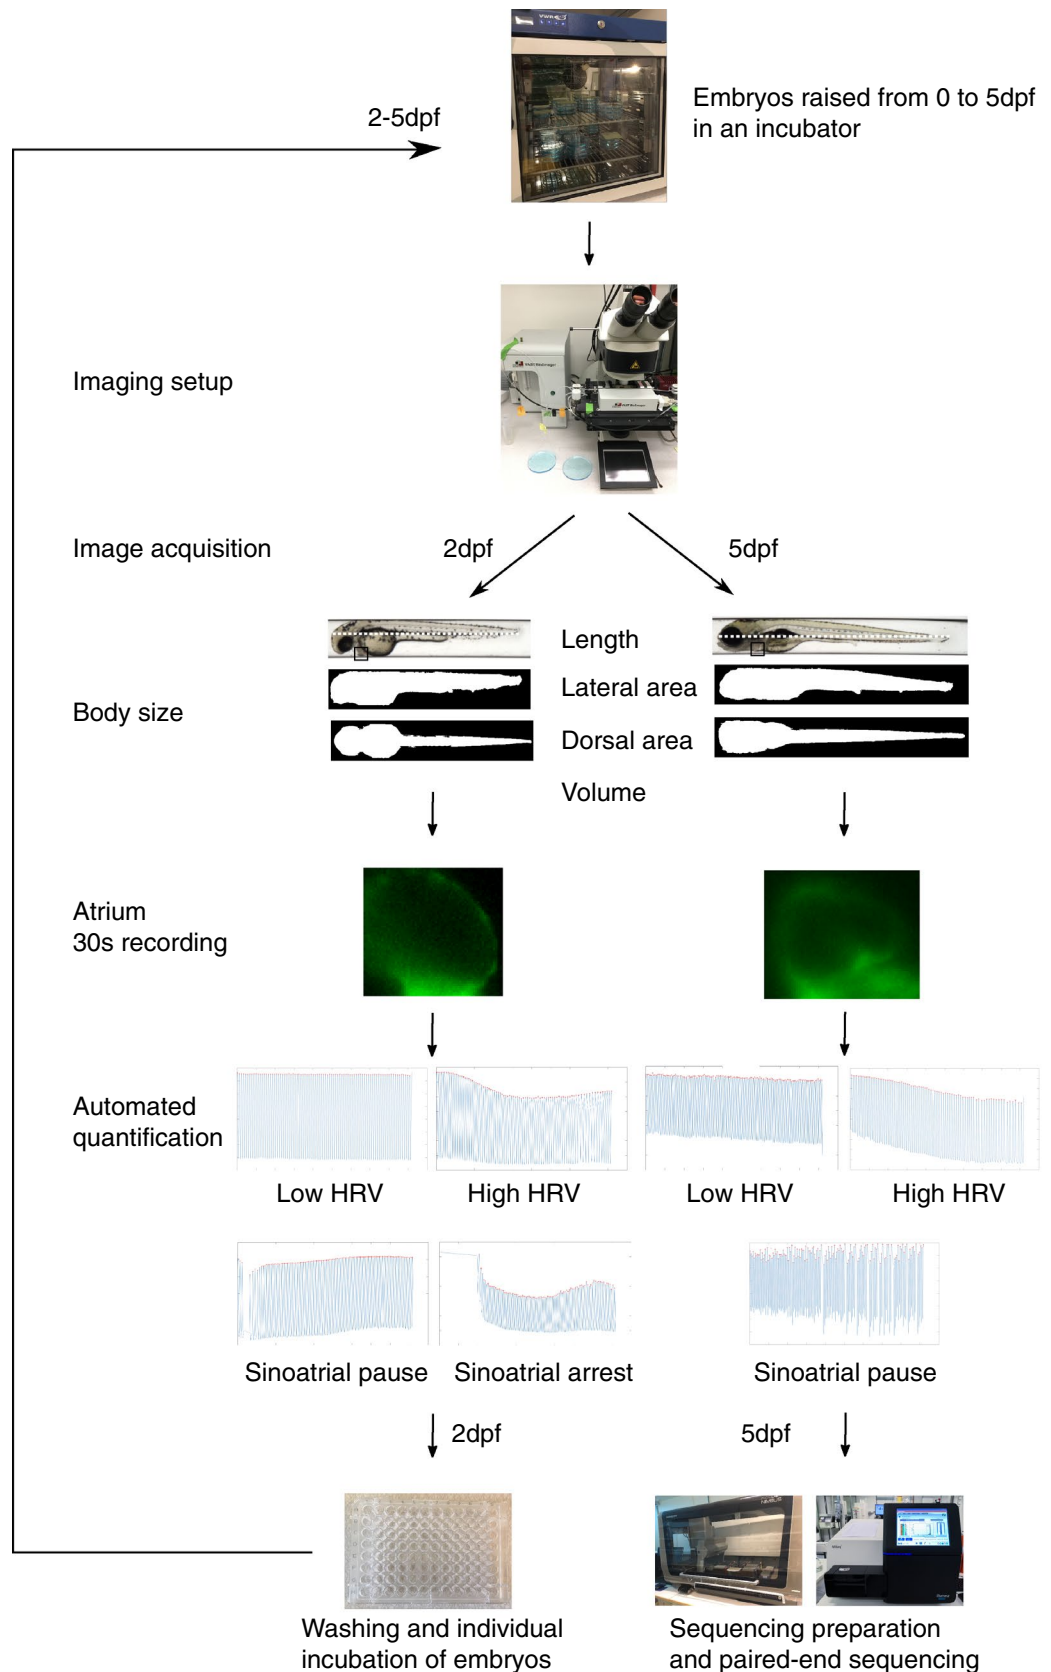 VWR
Embryos raised from 0 to 5dpf
in an incubator
2-5dpf
Imaging setup
Image acquisition
2dpf
5dpf
Length
Lateral area
Body size
Dorsal area
Volume
Atrium
30s recording
Automated
quantification
Low HRV
High HRV
Low HRV
High HRV
Sinoatrial pause
Sinoatrial arrest
Sinoatrial pause
2dpf
5dpf
Washing and individual
incubation of embryos
Sequencing preparation
and paired-end sequencing